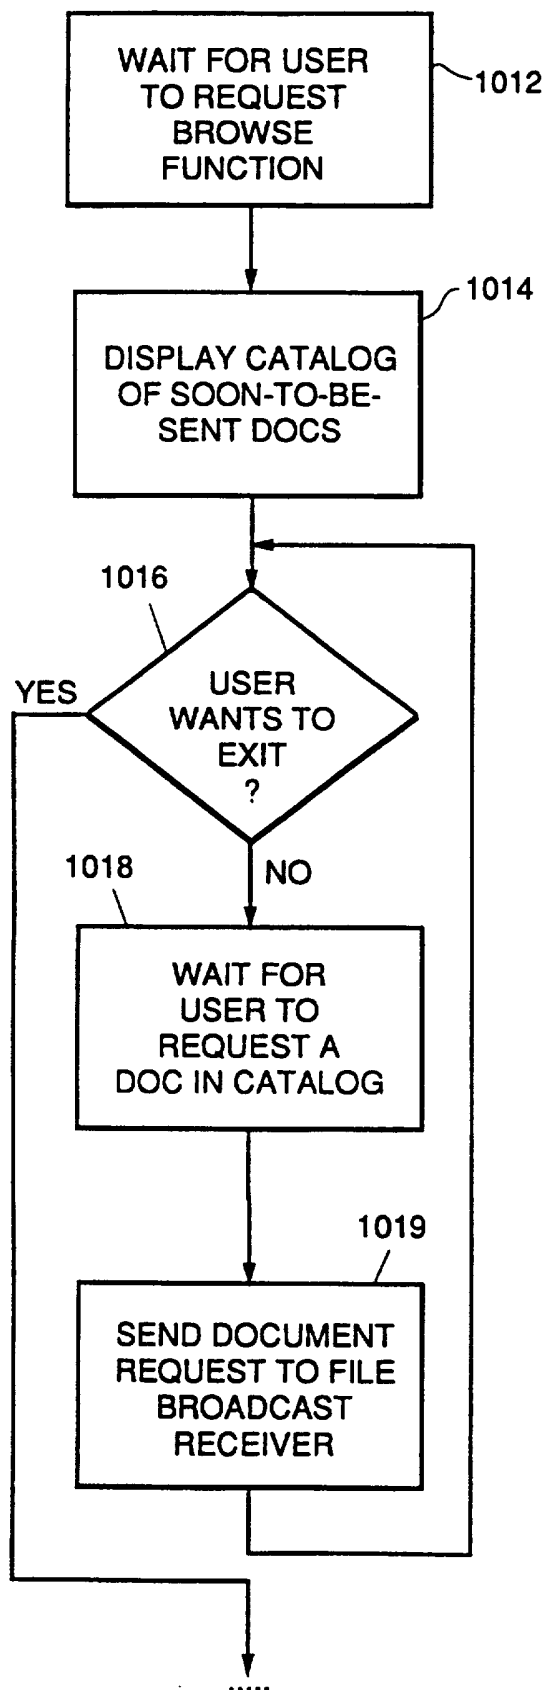 WAIT FOR USER
TO REQUEST
BROWSE
FUNCTION
1012
1014
DISPLAY CATALOG
OF SOON-TO-BE-
SENT DOCS
1016
YES
USER
WANTS TO
EXIT
?
NO
1018
WAIT FOR
USER TO
REQUEST A
DOC IN CATALOG
1019
SEND DOCUMENT
REQUEST TO FILE
BROADCAST
RECEIVER